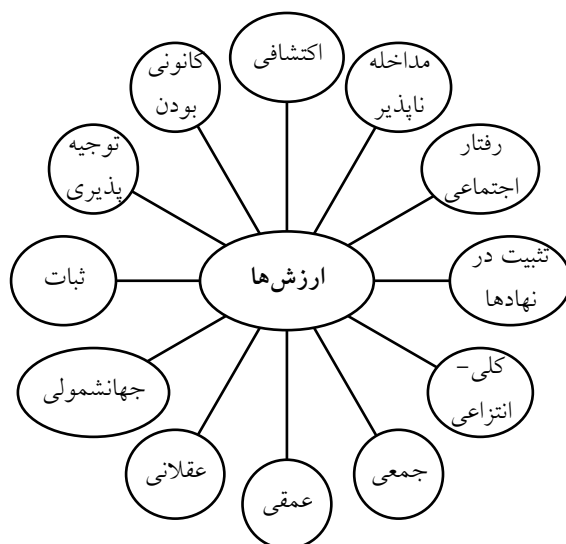 اکتشافی
مداخله
ناپذیر
رفتار
اجتماعی
تثبیت در
نهادها
کلی-
انتزاعی
جمعی
عمقی
عقلانی
جهانشمولی
ثبات
توجیه
پذیری
کانونی
بودن
ارزش‌ها